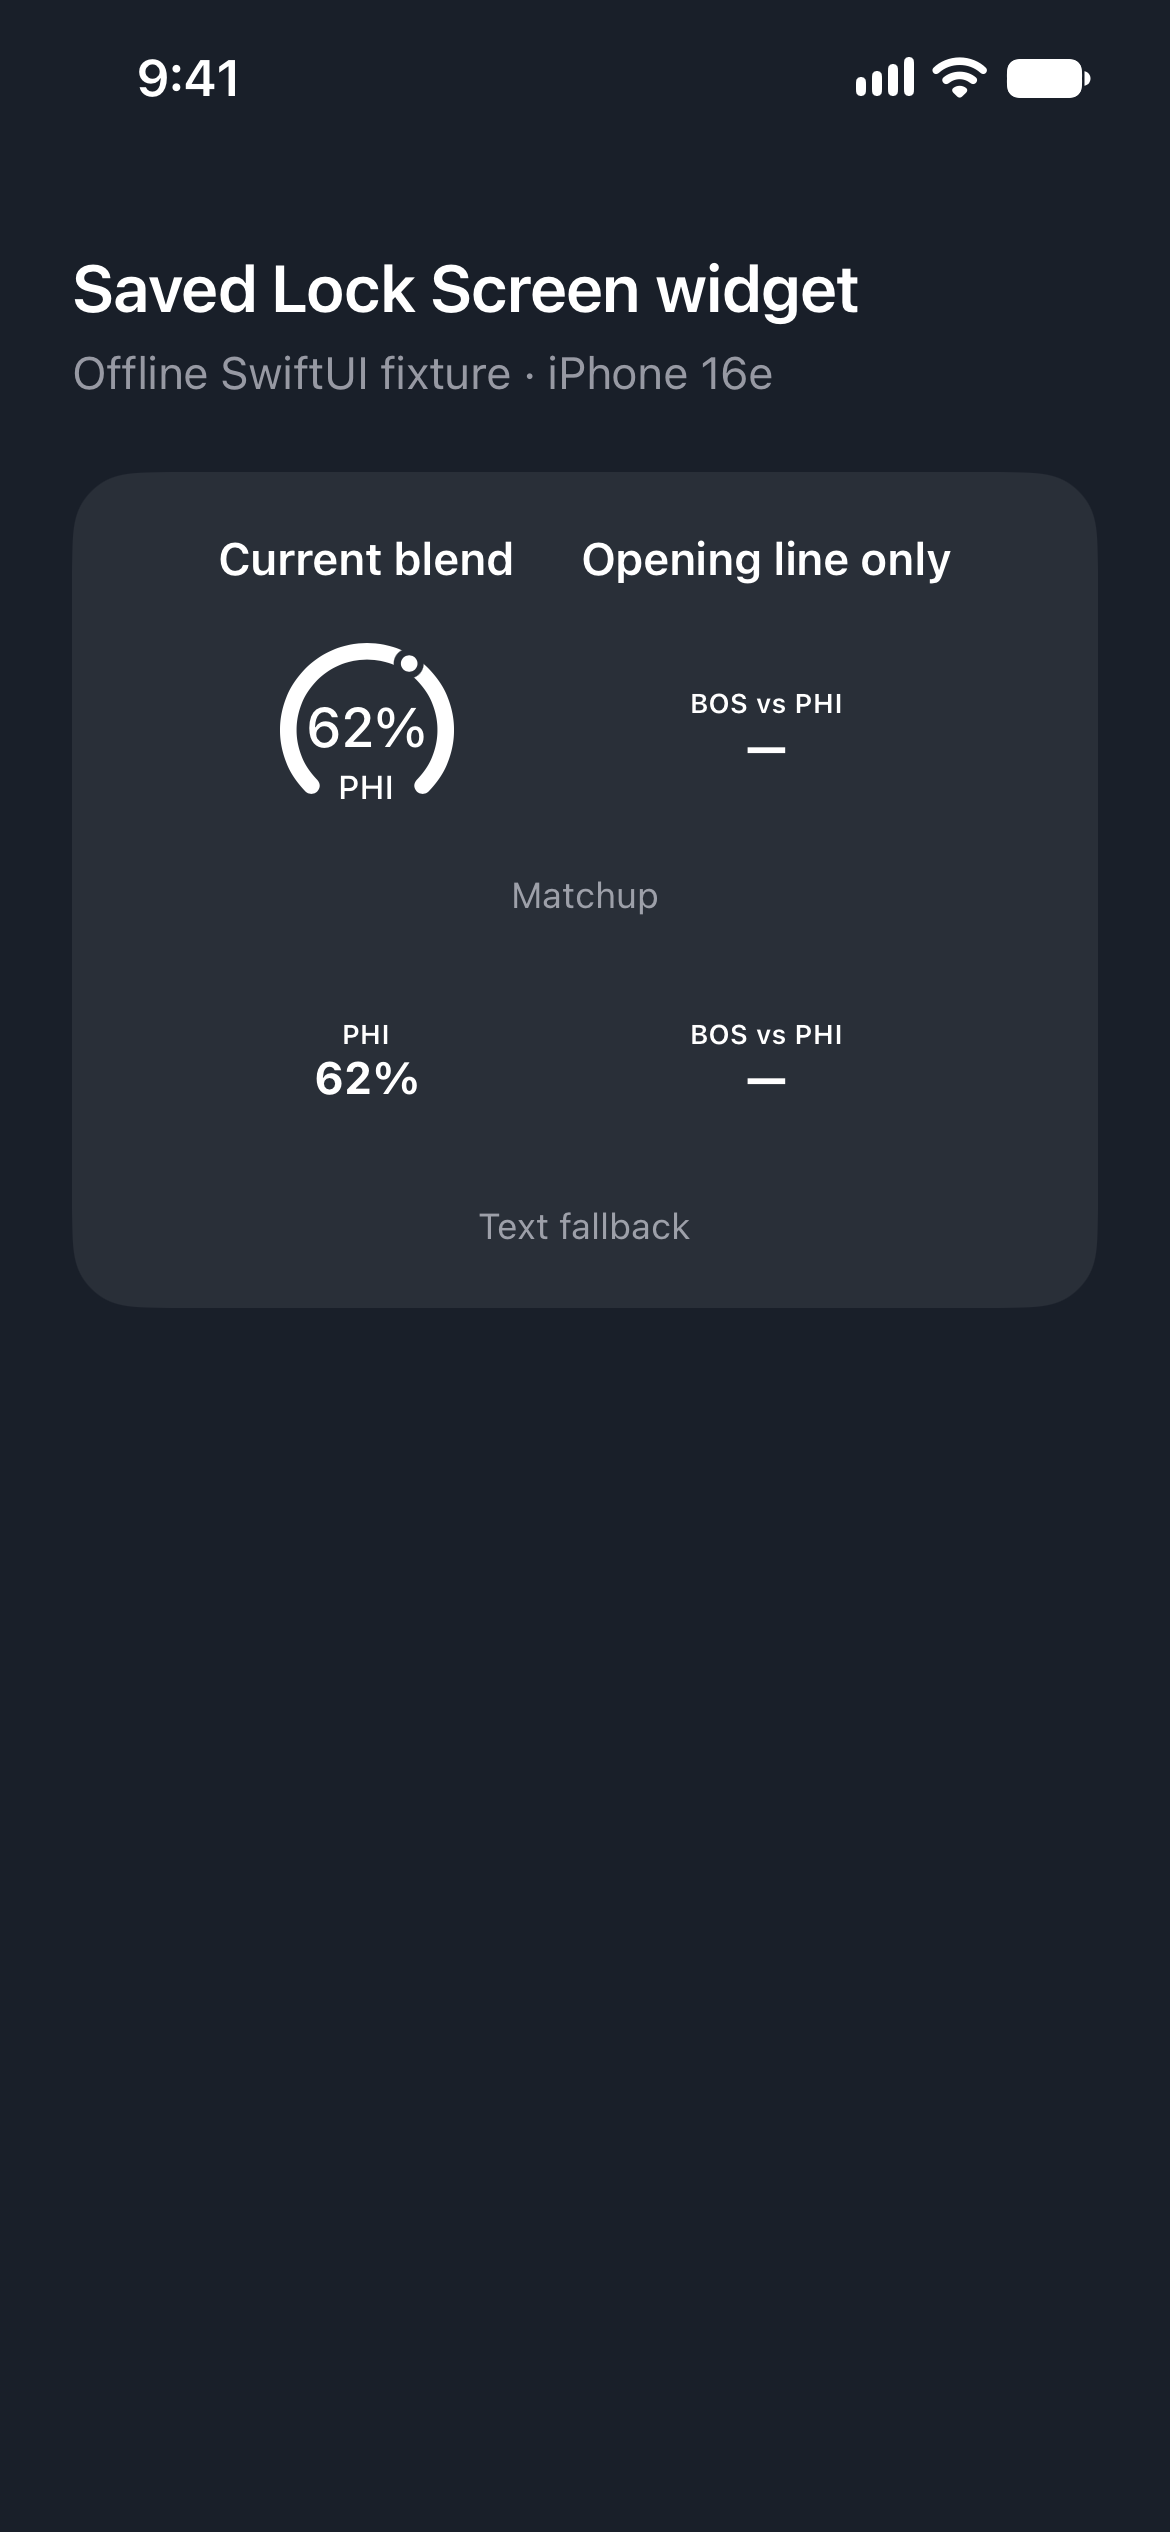 9:41
Saved Lock Screen widget
Offline SwiftUI fixture · iPhone 16e
Current blend
Opening line only
62%
PHI
BOS vs PHI
—
Matchup
PHI
62%
BOS vs PHI
—
Text fallback